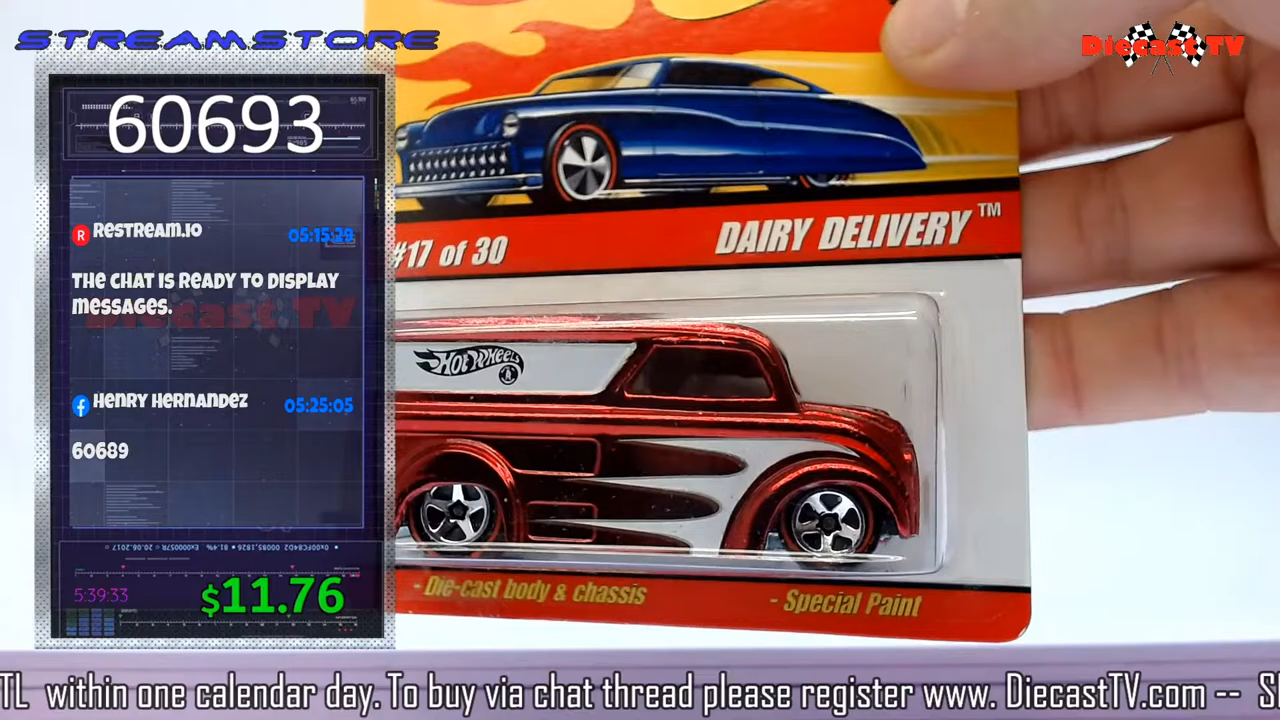 STREAMSTORE
Diecast TV
60693
#17 of 30
DAIRY DELIVERY™
R RESTREAM.IO 05:15:29
THE CHAT IS READY TO DISPLAY
MESSAGES.
Diecast TV
HOT WHEELS
f HENRY HERNANDEZ 05:25:05
60689
5:39:33
$11.76
- Die-cast body & chassis
- Special Paint
TL within one calendar day. To buy via chat thread please register www. DiecastTV.com --